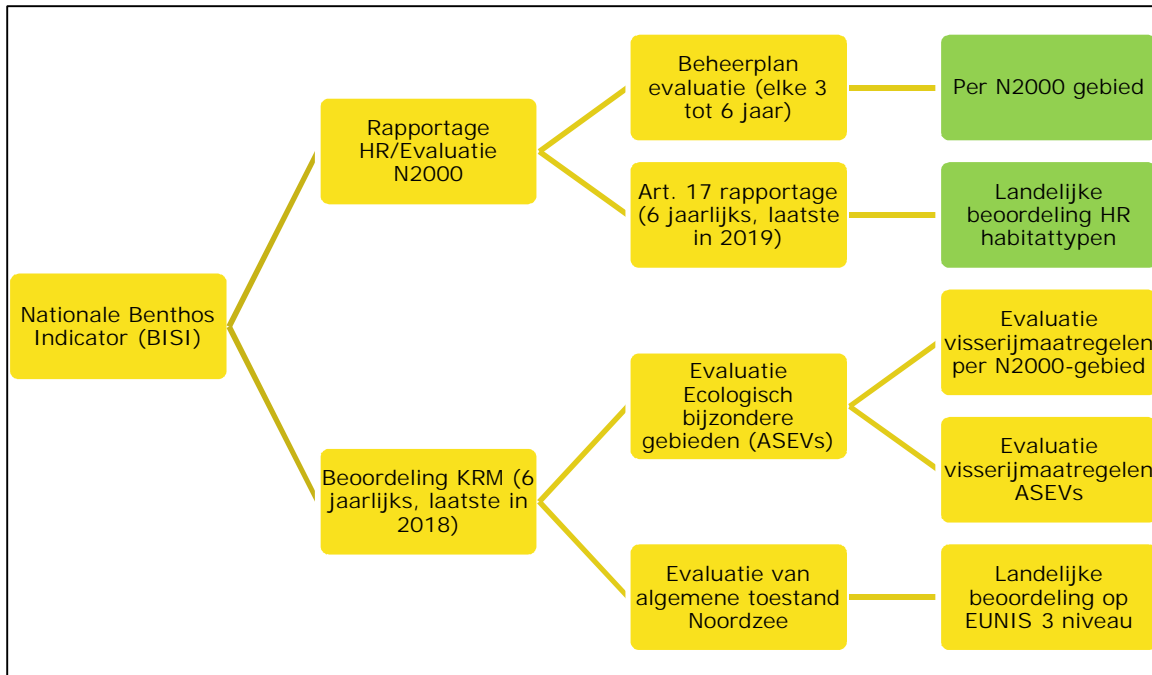 Nationale Benthos
Indicator (BISI)
Rapportage
HR/Evaluatie
N2000
Beheerplan
evaluatie (elke 3
tot 6 jaar)
Per N2000 gebied
Art. 17 rapportage
(6 jaarlijks, laatste
in 2019)
Landelijke
beoordeling HR
habitattypen
Beoordeling KRM (6
jaarlijks, laatste in
2018)
Evaluatie
Ecologisch
bijzondere
gebieden (ASEVs)
Evaluatie
visserijmaatregelen
per N2000-gebied
Evaluatie
visserijmaatregelen
ASEVs
Evaluatie van
algemene toestand
Noordzee
Landelijke
beoordeling op
EUNIS 3 niveau